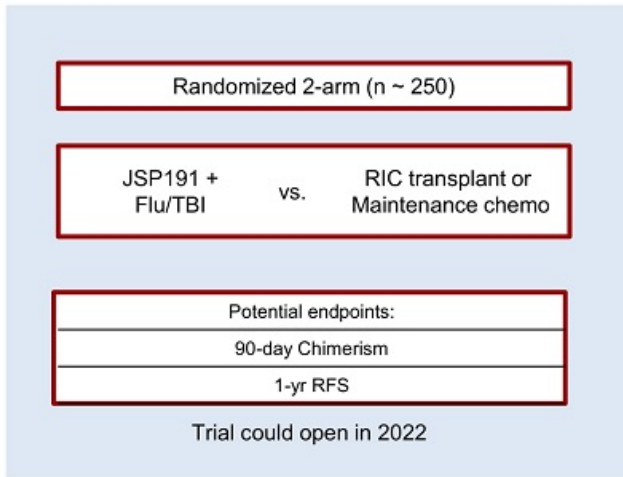 Randomized 2-arm (n ~ 250)
JSP191 + Flu/TBI vs. RIC transplant or Maintenance chemo
Potential endpoints:
90-day Chimerism
1-yr RFS
Trial could open in 2022